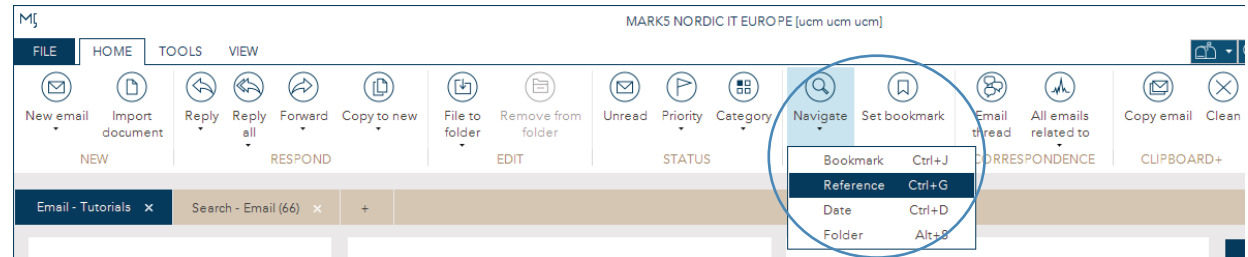 M5
MARK5 NORDIC IT EUROPE [ucm ucm ucm]
FILE HOME TOOLS VIEW
New email Import document Reply Reply all Forward Copy to new File to folder Remove from folder Unread Priority Category Navigate Set bookmark Email thread All emails related to Copy email Clean
NEW RESPOND EDIT STATUS CORRESPONDENCE CLIPBOARD+
Bookmark Ctrl+J
Reference Ctrl+G
Date Ctrl+D
Folder Alt+S
Email - Tutorials x Search - Email (66) x +